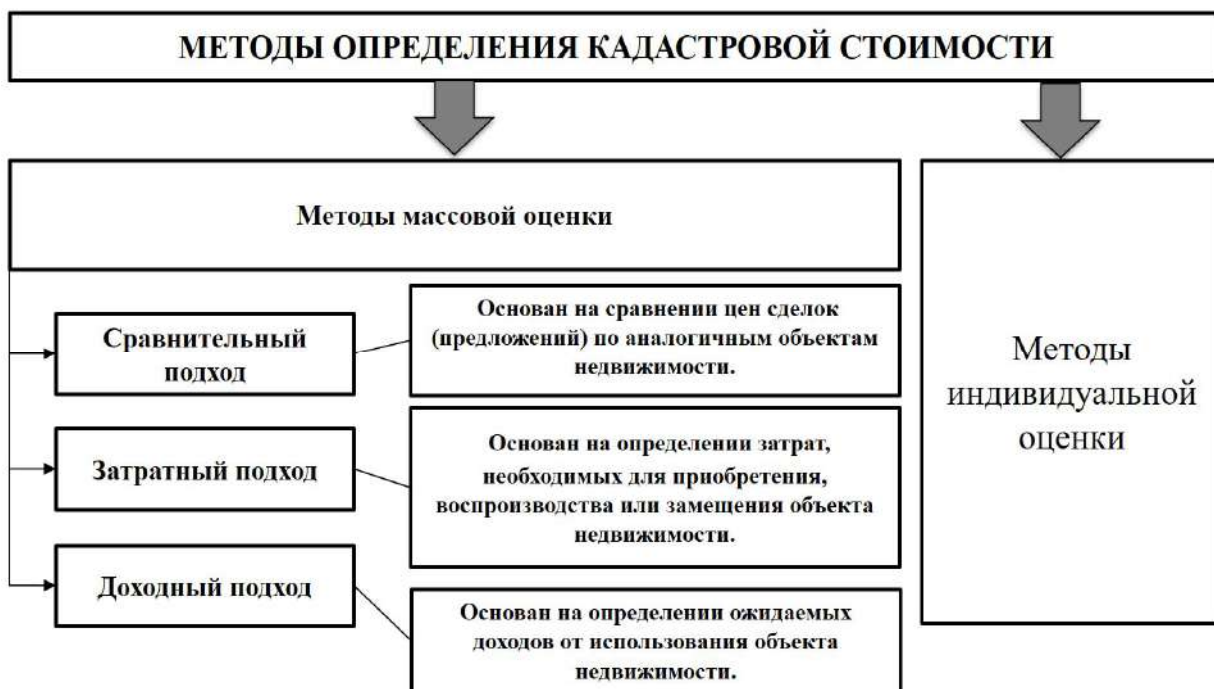 МЕТОДЫ ОПРЕДЕЛЕНИЯ КАДАСТРОВОЙ СТОИМОСТИ
Методы массовой оценки
Сравнительный
подход
Основан на сравнении цен сделок
(предложений) по аналогичным объектам
недвижимости.
Затратный подход
Основан на определении затрат,
необходимых для приобретения,
воспроизводства или замещения объекта
недвижимости.
Доходный подход
Основан на определении ожидаемых
доходов от использования объекта
недвижимости.
Методы
индивидуальной
оценки